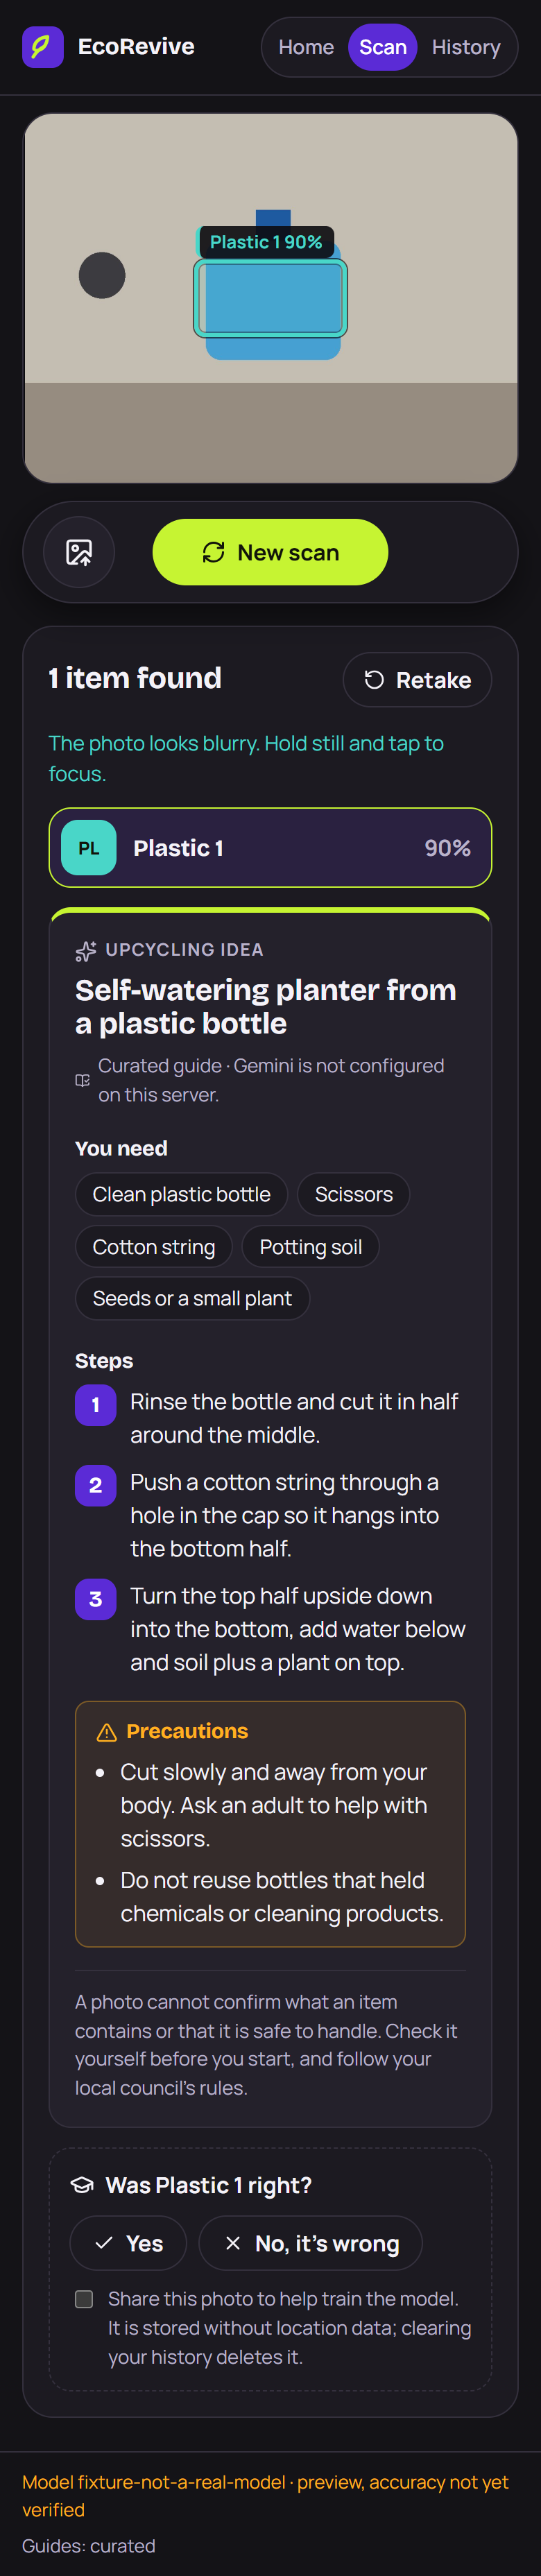 EcoRevive
Home
Scan
History
Plastic 1 90%
New scan
1 item found
Retake
The photo looks blurry. Hold still and tap to
focus.
PL
Plastic 1
90%
UPCYCLING IDEA
Self-watering planter from
a plastic bottle
Curated guide · Gemini is not configured
on this server.
You need
Clean plastic bottle
Scissors
Cotton string
Potting soil
Seeds or a small plant
Steps
1
Rinse the bottle and cut it in half
around the middle.
2
Push a cotton string through a
hole in the cap so it hangs into
the bottom half.
3
Turn the top half upside down
into the bottom, add water below
and soil plus a plant on top.
Precautions
Cut slowly and away from your
body. Ask an adult to help with
scissors.
Do not reuse bottles that held
chemicals or cleaning products.
A photo cannot confirm what an item
contains or that it is safe to handle. Check it
yourself before you start, and follow your
local council's rules.
Was Plastic 1 right?
Yes
No, it's wrong
Share this photo to help train the model.
It is stored without location data; clearing
your history deletes it.
Model fixture-not-a-real-model · preview, accuracy not yet
verified
Guides: curated